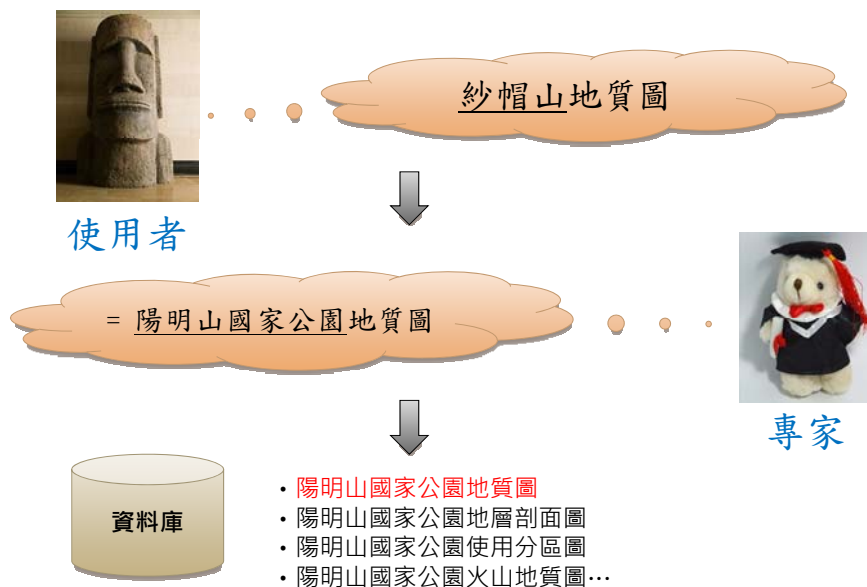 紗帽山地質圖
使用者
= 陽明山國家公園地質圖
專家
資料庫
• 陽明山國家公園地質圖
• 陽明山國家公園地層剖面圖
• 陽明山國家公園使用分區圖
• 陽明山國家公園火山地質圖…